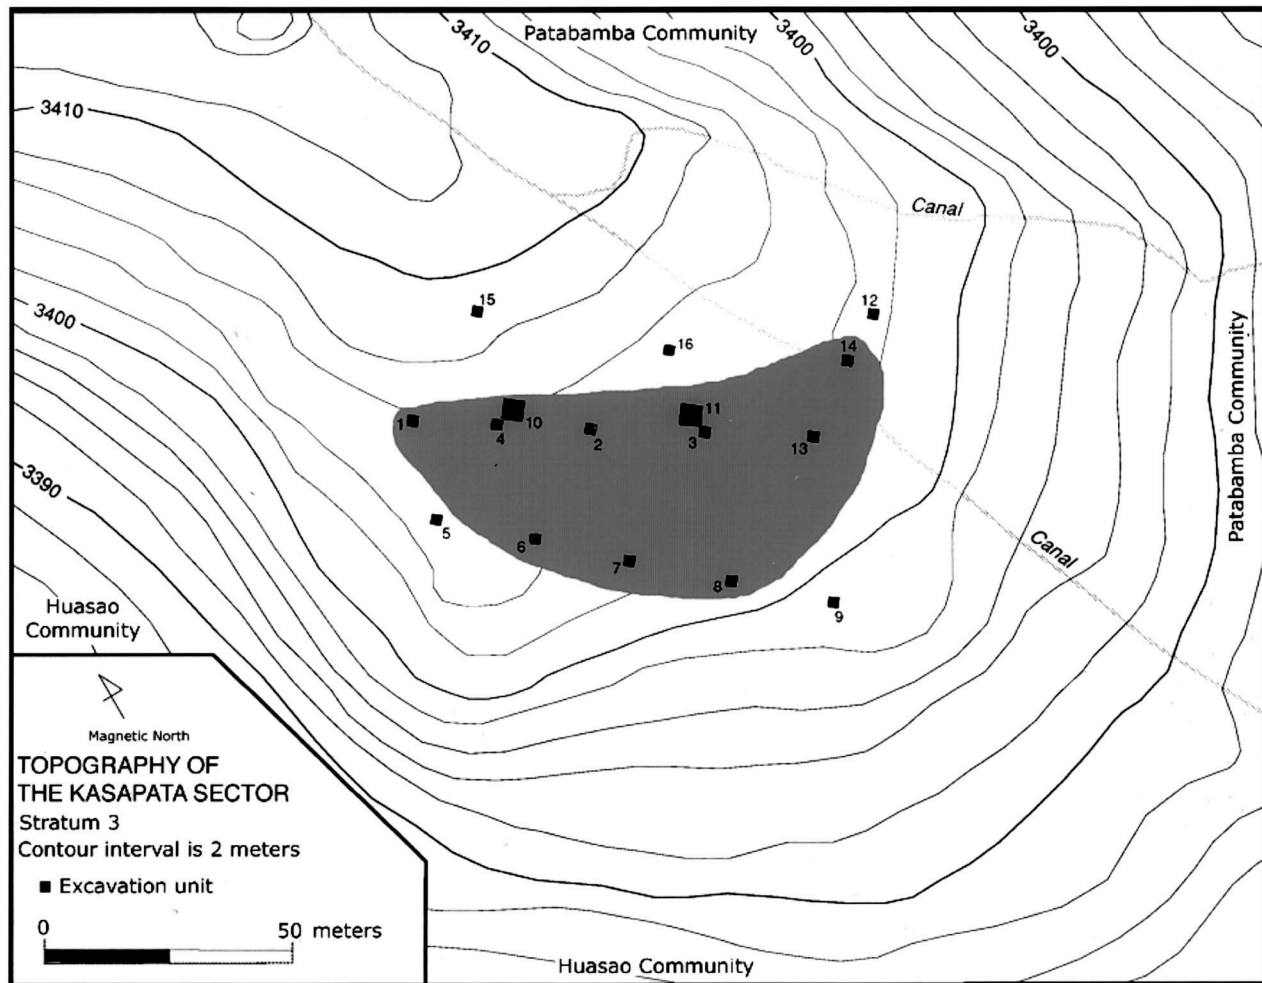 3410
Patabamba Community
3400
3400
3410
Canal
Patabamba Community
15
12
3400
16
14
1
4
10
2
11
3
13
3390
5
6
7
8
9
Canal
Huasao
Community
Magnetic North
TOPOGRAPHY OF
THE KASAPATA SECTOR
Stratum 3
Contour interval is 2 meters
Excavation unit
0
50 meters
Huasao Community